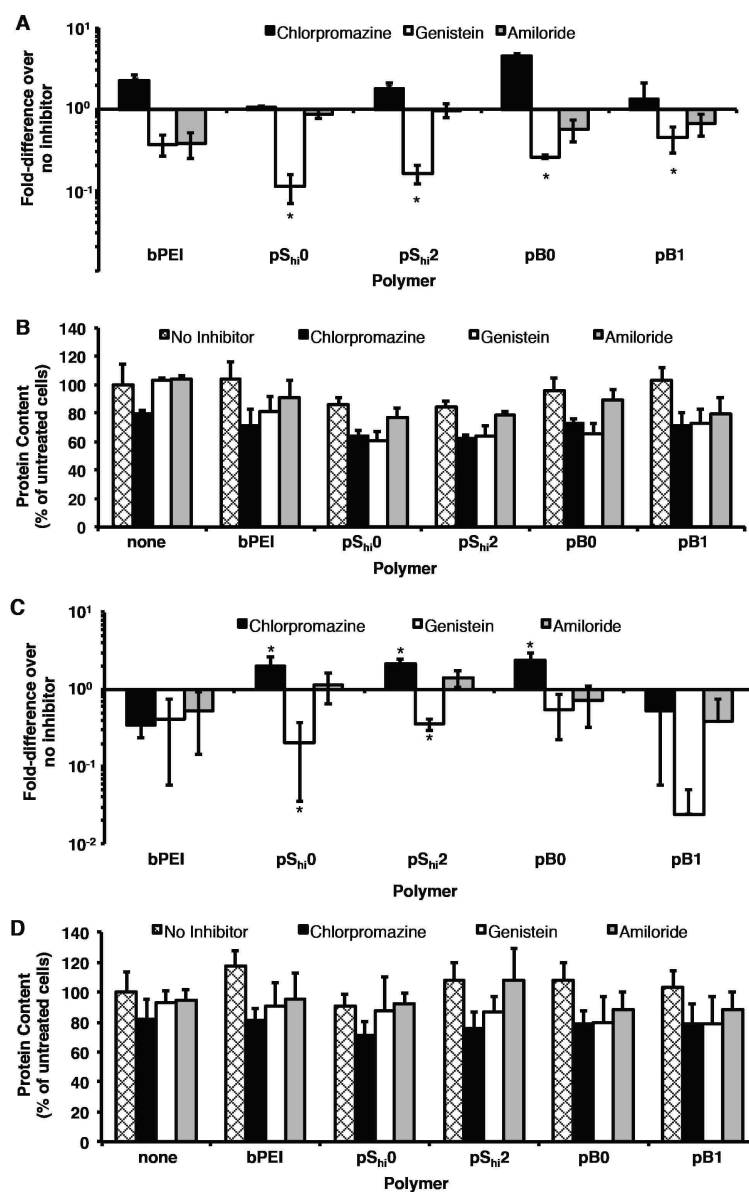 A
Chlorpromazine Genistein Amiloride
Fold-difference over
no inhibitor
10¹
10⁰
10⁻¹
* * * *
bPEI pShi0 pShi2 pB0 pB1
Polymer
B
No Inhibitor Chlorpromazine Genistein Amiloride
Protein Content
(% of untreated cells)
140
120
100
80
60
40
20
0
none bPEI pShi0 pShi2 pB0 pB1
Polymer
C
Chlorpromazine Genistein Amiloride
Fold-difference over
no inhibitor
10¹
10⁰
10⁻¹
10⁻²
* * *
* *
bPEI pShi0 pShi2 pB0 pB1
Polymer
D
No Inhibitor Chlorpromazine Genistein Amiloride
Protein Content
(% of untreated cells)
140
120
100
80
60
40
20
0
none bPEI pShi0 pShi2 pB0 pB1
Polymer